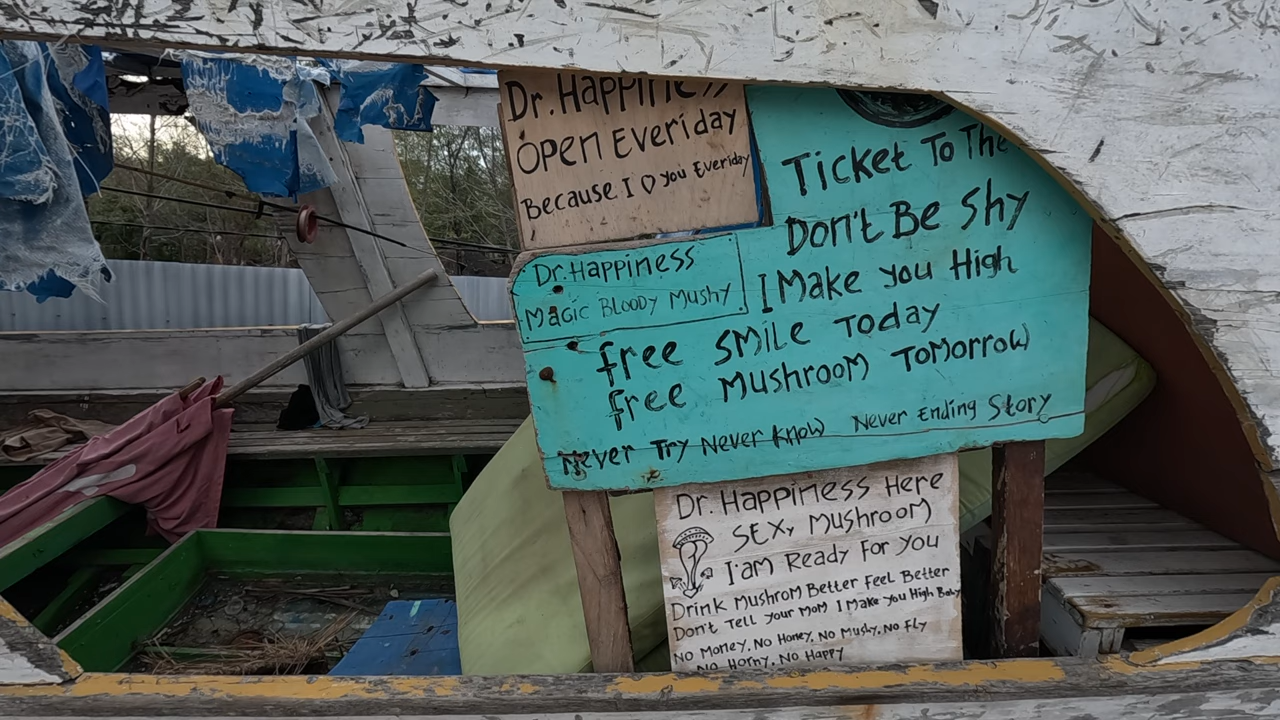 Dr. Happiness
Open Everiday
Because I ♡ you Everiday
Ticket To The
Don't Be Shy
I Make you High
Dr. Happiness
Magic Bloody Mushy
free Smile Today
free Mushroom Tomorrow
Never Try Never Know Never Ending Story
Dr. Happiness Here
Sex, Mushroom
I am Ready For you
Drink Mushrom Better Feel Better
Don't Tell your Mom I Make you High Baby
No Money, No Honey, No Mushy, No Fly
No Horny, No Happy